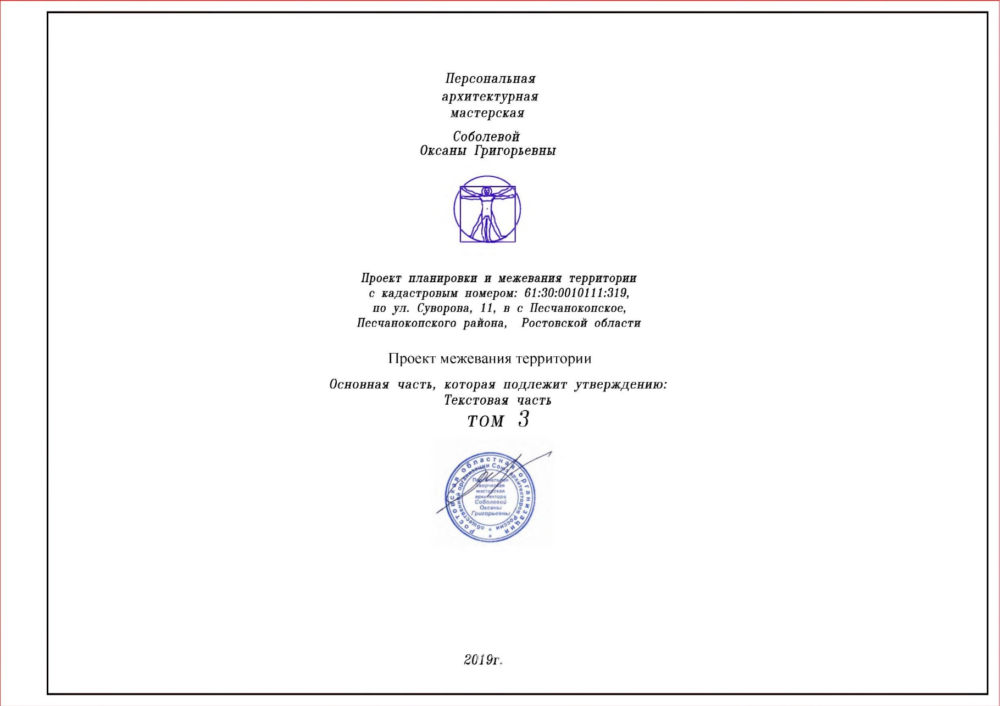 Персональная
архитектурная
мастерская
Соболевой
Оксаны Григорьевны
Проект планировки и межевания территории
с кадастровым номером: 61:30:0010111:319,
по ул. Суворова, 11, в с Песчанокопское,
Песчанокопского района, Ростовской области
Проект межевания территории
Основная часть, которая подлежит утверждению:
Текстовая часть
ТОМ 3
Ростовская областная организация
общественной организации Союз архитекторов России
Персональная
творческая
мастерская
архитектора
Соболевой
Оксаны
Григорьевны
2019г.